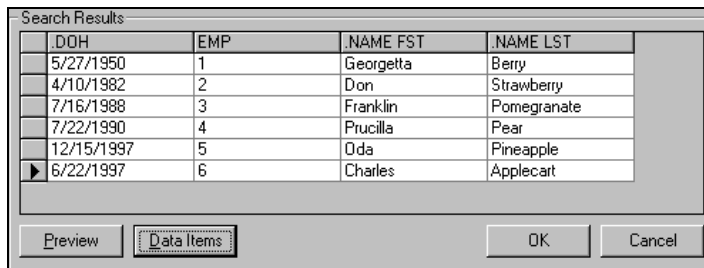 Search Results
.DOH EMP .NAME FST .NAME LST
5/27/1950 1 Georgetta Berry
4/10/1982 2 Don Strawberry
7/16/1988 3 Franklin Pomegranate
7/22/1990 4 Prucilla Pear
12/15/1997 5 Oda Pineapple
6/22/1997 6 Charles Applecart
Preview Data Items OK Cancel